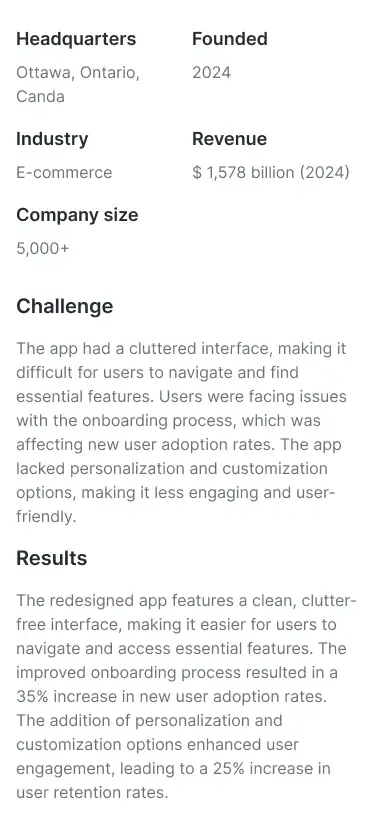 Headquarters
Founded
Ottawa, Ontario,
Canda
2024
Industry
Revenue
E-commerce
$ 1,578 billion (2024)
Company size
5,000+
Challenge
The app had a cluttered interface, making it
difficult for users to navigate and find
essential features. Users were facing issues
with the onboarding process, which was
affecting new user adoption rates. The app
lacked personalization and customization
options, making it less engaging and user-
friendly.
Results
The redesigned app features a clean, clutter-
free interface, making it easier for users to
navigate and access essential features. The
improved onboarding process resulted in a
35% increase in new user adoption rates.
The addition of personalization and
customization options enhanced user
engagement, leading to a 25% increase in
user retention rates.